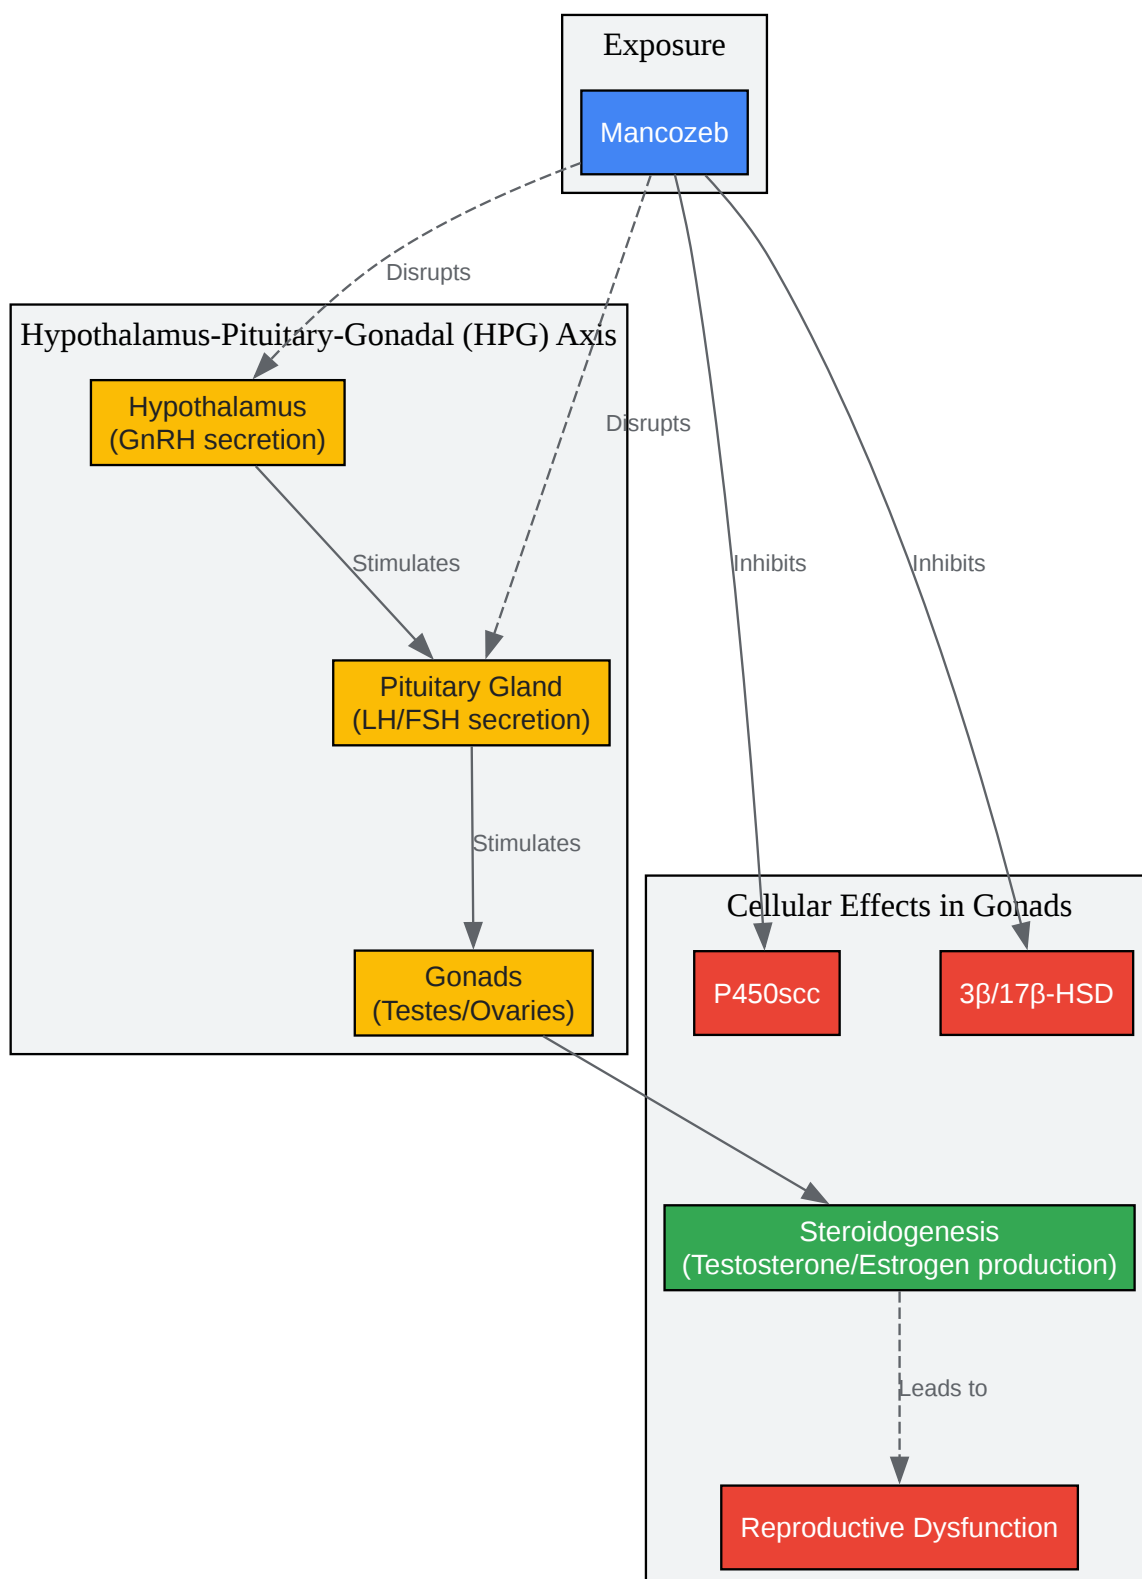 Exposure
Mancozeb
Disrupts
Hypothalamus-Pituitary-Gonadal (HPG) Axis
Hypothalamus
(GnRH secretion)
Disrupts
Stimulates
Inhibits
Inhibits
Pituitary Gland
(LH/FSH secretion)
Stimulates
Cellular Effects in Gonads
Gonads
(Testes/Ovaries)
P450scc
3β/17β-HSD
Steroidogenesis
(Testosterone/Estrogen production)
Leads to
Reproductive Dysfunction